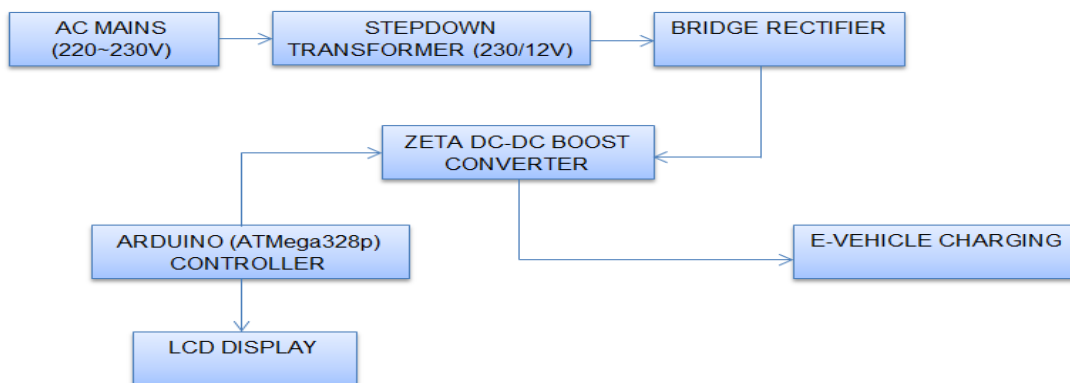 AC MAINS
(220~230V)
STEPDOWN
TRANSFORMER (230/12V)
BRIDGE RECTIFIER
ZETA DC-DC BOOST
CONVERTER
ARDUINO (ATMega328p)
CONTROLLER
E-VEHICLE CHARGING
LCD DISPLAY